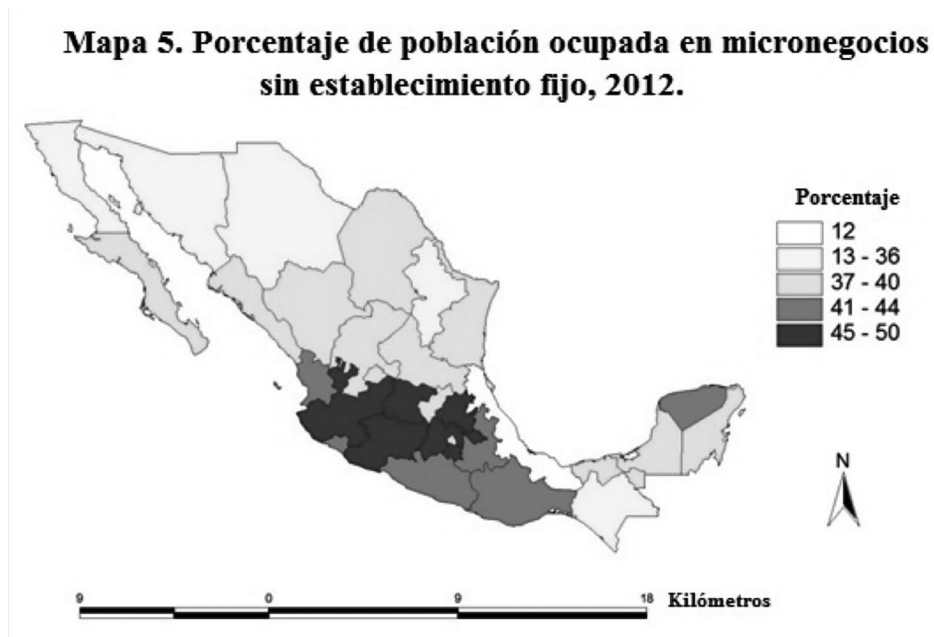 Mapa 5. Porcentaje de población ocupada en micronegocios
sin establecimiento fijo, 2012.
Porcentaje
12
13 - 36
37 - 40
41 - 44
45 - 50
N
9 0 9 18 Kilómetros